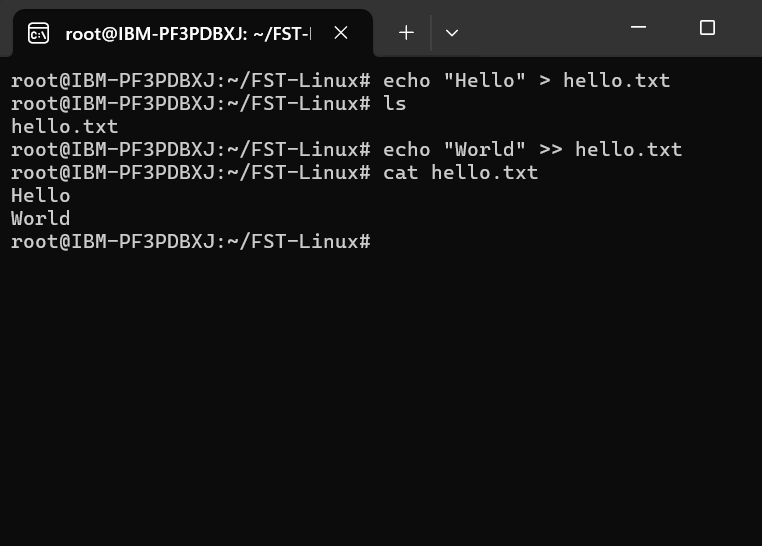 root@IBM-PF3PDBXJ: ~/FST-
root@IBM-PF3PDBXJ:~/FST-Linux# echo "Hello" > hello.txt
root@IBM-PF3PDBXJ:~/FST-Linux# ls
hello.txt
root@IBM-PF3PDBXJ:~/FST-Linux# echo "World" >> hello.txt
root@IBM-PF3PDBXJ:~/FST-Linux# cat hello.txt
Hello
World
root@IBM-PF3PDBXJ:~/FST-Linux#